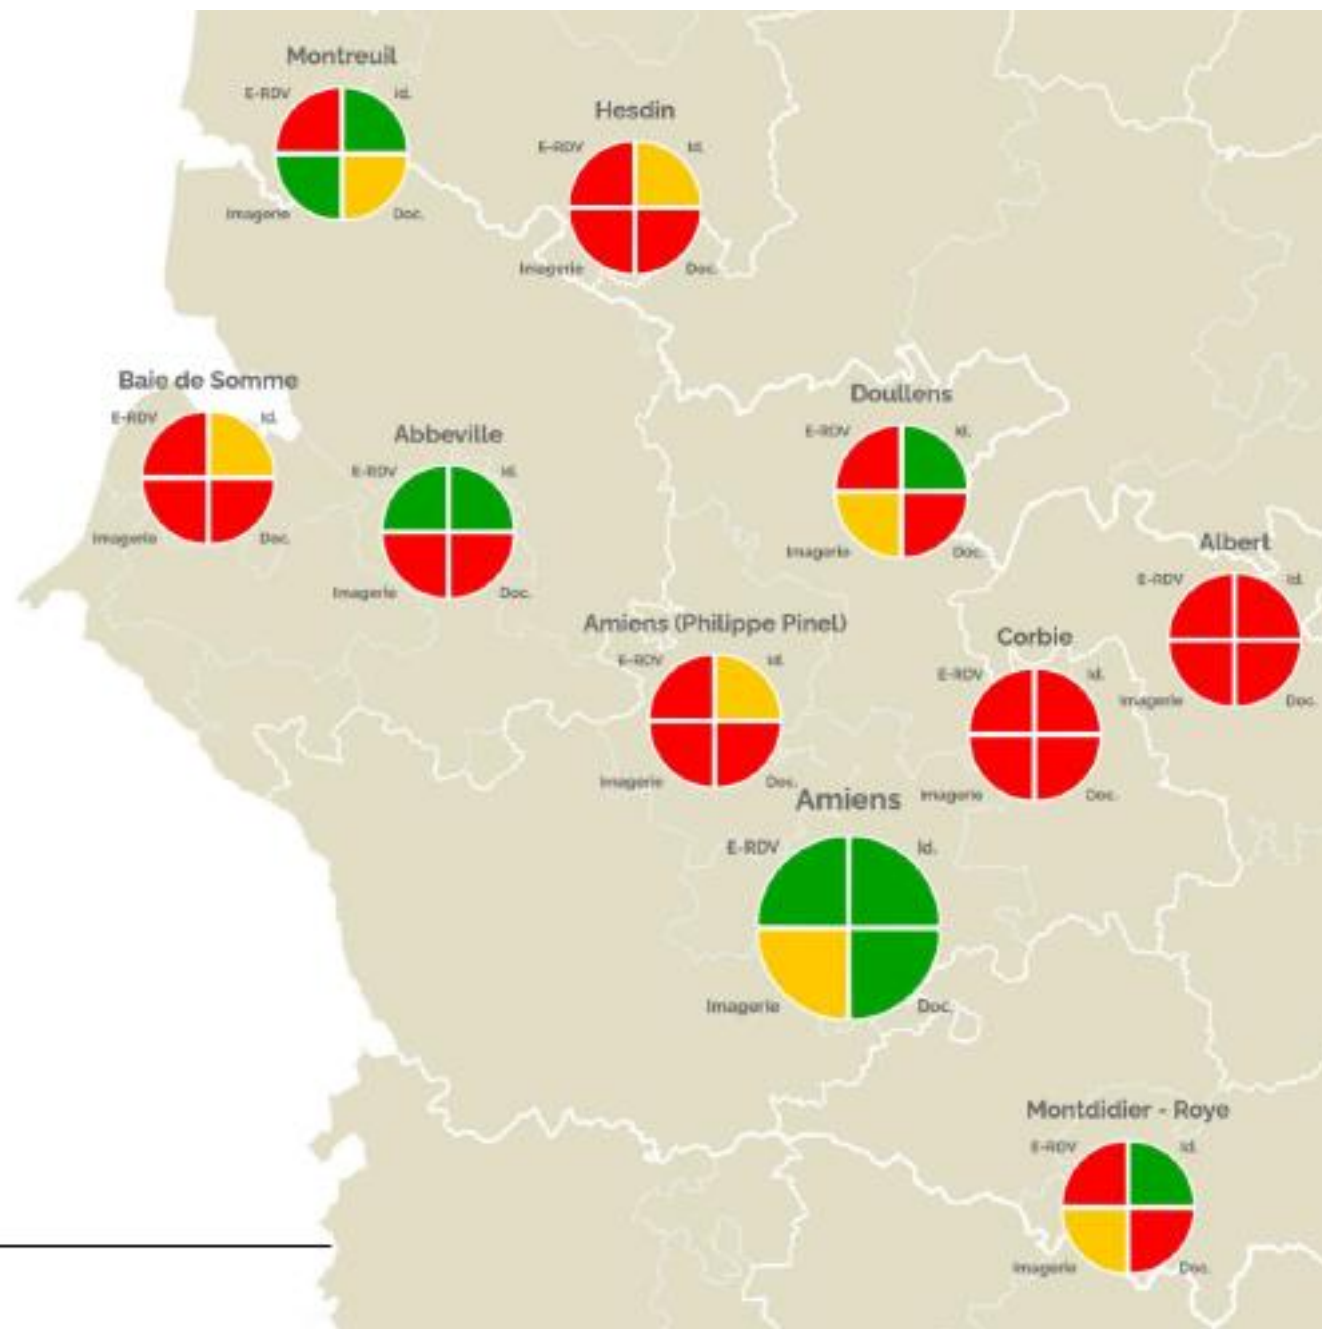 Montreuil
E-RDV Id.
Imagerie Doc.
Hesdin
E-RDV Id.
Imagerie Doc.
Baie de Somme
E-RDV Id.
Imagerie Doc.
Abbeville
E-RDV Id.
Imagerie Doc.
Doullens
E-RDV Id.
Imagerie Doc.
Albert
E-RDV Id.
Imagerie Doc.
Amiens (Philippe Pinel)
E-RDV Id.
Imagerie Doc.
Corbie
E-RDV Id.
Imagerie Doc.
Amiens
E-RDV Id.
Imagerie Doc.
Montdidier - Roye
E-RDV Id.
Imagerie Doc.